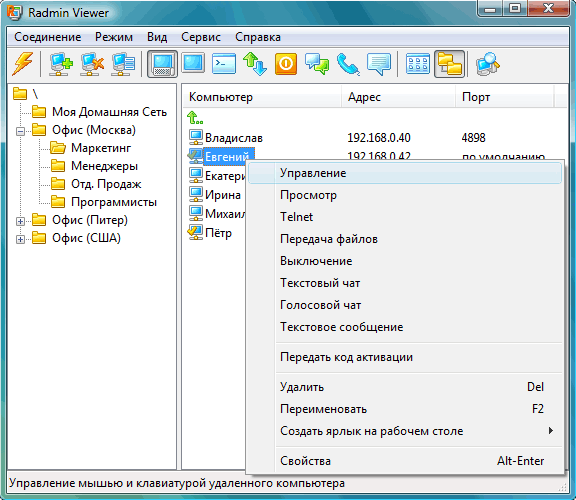 Radmin Viewer
Соединение Режим Вид Сервис Справка
\
Моя Домашняя Сеть
Офис (Москва)
Маркетинг
Менеджеры
Отд. Продаж
Программисты
Офис (Питер)
Офис (США)
Компьютер Адрес Порт
Владислав 192.168.0.40 4898
Евгений 192.168.0.42 по умолчанию
Екатери
Ирина
Михаил
Пётр
Управление
Просмотр
Telnet
Передача файлов
Выключение
Текстовый чат
Голосовой чат
Текстовое сообщение
Передать код активации
Удалить Del
Переименовать F2
Создать ярлык на рабочем столе
Свойства Alt-Enter
Управление мышью и клавиатурой удаленного компьютера